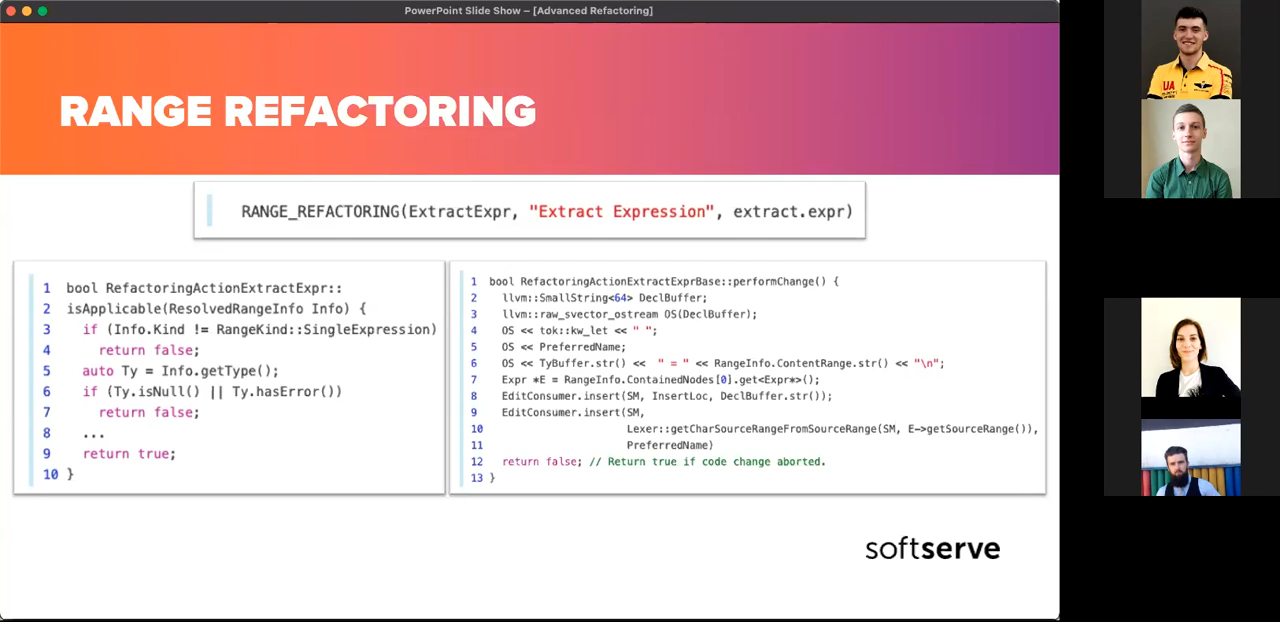 PowerPoint Slide Show – [Advanced Refactoring]
RANGE REFACTORING
RANGE_REFACTORING(ExtractExpr, "Extract Expression", extract.expr)
1 bool RefactoringActionExtractExpr::
2 isApplicable(ResolvedRangeInfo Info) {
3 if (Info.Kind != RangeKind::SingleExpression)
4 return false;
5 auto Ty = Info.getType();
6 if (Ty.isNull() || Ty.hasError())
7 return false;
8 ...
9 return true;
10 }
1 bool RefactoringActionExtractExprBase::performChange() {
2 llvm::SmallString<64> DeclBuffer;
3 llvm::raw_svector_ostream OS(DeclBuffer);
4 OS << tok::kw_let << " ";
5 OS << PreferredName;
6 OS << TyBuffer.str() << " = " << RangeInfo.ContentRange.str() << "\n";
7 Expr *E = RangeInfo.ContainedNodes[0].get<Expr*>();
8 EditConsumer.insert(SM, InsertLoc, DeclBuffer.str());
9 EditConsumer.insert(SM,
10 Lexer::getCharSourceRangeFromSourceRange(SM, E->getSourceRange()),
11 PreferredName)
12 return false; // Return true if code change aborted.
13 }
softserve
UA